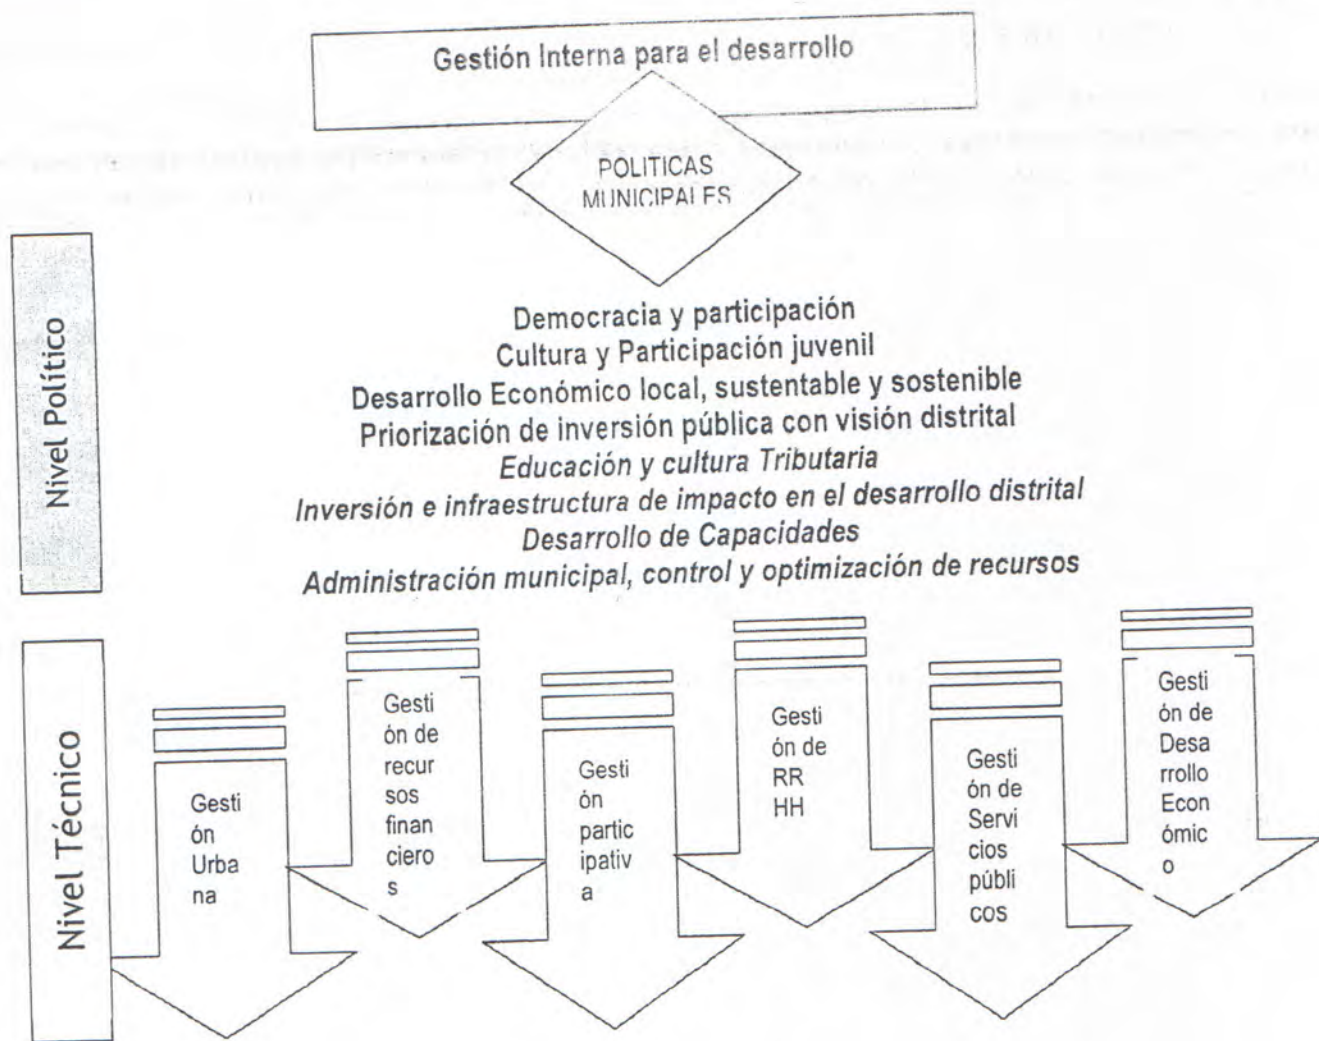 Gestión Interna para el desarrollo
POLITICAS
MUNICIPALES
Nivel Político
Democracia y participación
Cultura y Participación juvenil
Desarrollo Económico local, sustentable y sostenible
Priorización de inversión pública con visión distrital
Educación y cultura Tributaria
Inversión e infraestructura de impacto en el desarrollo distrital
Desarrollo de Capacidades
Administración municipal, control y optimización de recursos
Nivel Técnico
Gesti
ón
Urba
na
Gesti
ón de
recur
sos
finan
ciero
s
Gesti
ón
partic
ipativ
a
Gesti
ón de
RR
HH
Gesti
ón de
Servi
cios
públi
cos
Gesti
ón de
Desa
rrollo
Econ
ómic
o